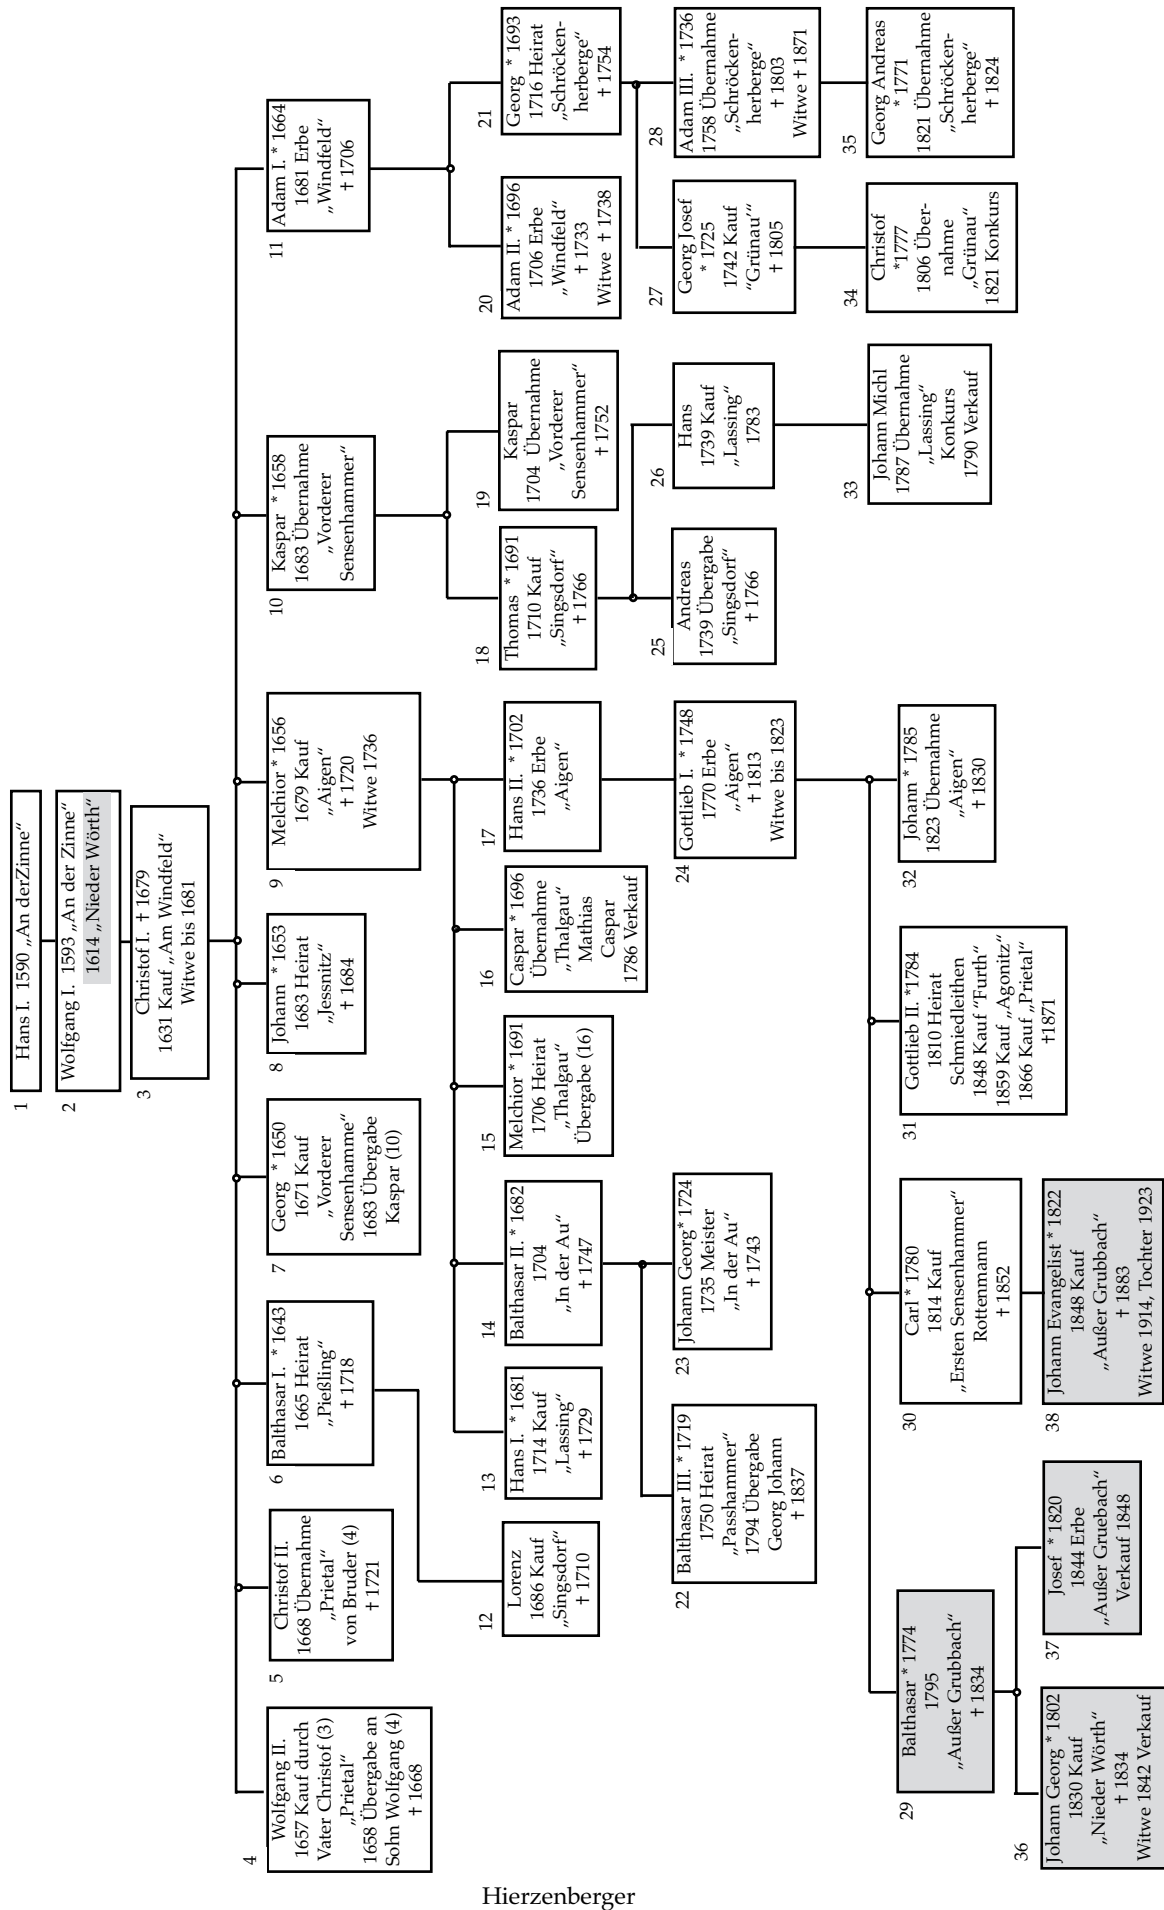 1
Hans I. 1590 „An derZinne“
2
Wolfgang I. 1593 „An der Zinne“
1614 „Nieder Wörth“
3
Christof I. † 1679
1631 Kauf „Am Windfeld“
Witwe bis 1681
4
Wolfgang II.
1657 Kauf durch
Vater Christof (3)
„Prietal“
1658 Übergabe an
Sohn Wolfgang (4)
† 1668
5
Christof II.
1668 Übernahme
„Prietal“
von Bruder (4)
† 1721
6
Balthasar I. * 1643
1665 Heirat
„Pießling“
† 1718
7
Georg * 1650
1671 Kauf
„Vorderer
Sensenhamme“
1683 Übergabe
Kaspar (10)
8
Johann * 1653
1683 Heirat
„Jessnitz“
† 1684
9
Melchior * 1656
1679 Kauf
„Aigen“
† 1720
Witwe 1736
10
Kaspar * 1658
1683 Übernahme
„Vorderer
Sensenhammer“
11
Adam I. * 1664
1681 Erbe
„Windfeld“
† 1706
12
Lorenz
1686 Kauf
„Singsdorf“
† 1710
13
Hans I. * 1681
1714 Kauf
„Lassing“
† 1729
14
Balthasar II. * 1682
1704
„In der Au“
† 1747
15
Melchior *1691
1706 Heirat
„Thalgau“
Übergabe (16)
16
Caspar * 1696
Übernahme
„Thalgau“
Mathias
Caspar
1786 Verkauf
17
Hans II. * 1702
1736 Erbe
„Aigen“
18
Thomas * 1691
1710 Kauf
„Singsdorf“
† 1766
19
Kaspar
1704 Übernahme
„Vorderer
Sensenhammer“
† 1752
20
Adam II. * 1696
1706 Erbe
„Windfeld“
† 1733
Witwe † 1738
21
Georg * 1693
1716 Heirat
„Schröcken-
herberge“
† 1754
22
Balthasar III. * 1719
1750 Heirat
„Passhammer“
1794 Übergabe
Georg Johann
† 1837
23
Johann Georg* 1724
1735 Meister
„In der Au“
† 1743
24
Gottlieb I. * 1748
1770 Erbe
„Aigen“
† 1813
Witwe bis 1823
25
Andreas
1739 Übergabe
„Singsdorf“
† 1766
26
Hans
1739 Kauf
„Lassing“
1783
27
Georg Josef
* 1725
1742 Kauf
“Grünau’“
† 1805
28
Adam III. * 1736
1758 Übernahme
„Schröcken-
herberge“
† 1803
Witwe † 1871
29
Balthasar * 1774
1795
„Außer Grubbach“
† 1834
30
Carl * 1780
1814 Kauf
„Ersten Sensenhammer“
Rottenmann
† 1852
31
Gottlieb II. *1784
1810 Heirat
Schmiedleithen
1848 Kauf “Furth“
1859 Kauf „Agonitz“
1866 Kauf „Prietal“
†1871
32
Johann * 1785
1823 Übernahme
„Aigen“
† 1830
33
Johann Michl
1787 Übernahme
„Lassing“
Konkurs
1790 Verkauf
34
Christof
*1777
1806 Über-
nahme
„Grünau“
1821 Konkurs
35
Georg Andreas
* 1771
1821 Übernahme
„Schröcken-
herberge“
† 1824
36
Johann Georg * 1802
1830 Kauf
„Nieder Wörth“
† 1834
Witwe 1842 Verkauf
37
Josef * 1820
1844 Erbe
„Außer Gruebach“
Verkauf 1848
38
Johann Evangelist * 1822
1848 Kauf
„Außer Grubbach“
† 1883
Witwe 1914, Tochter 1923
Hierzenberger